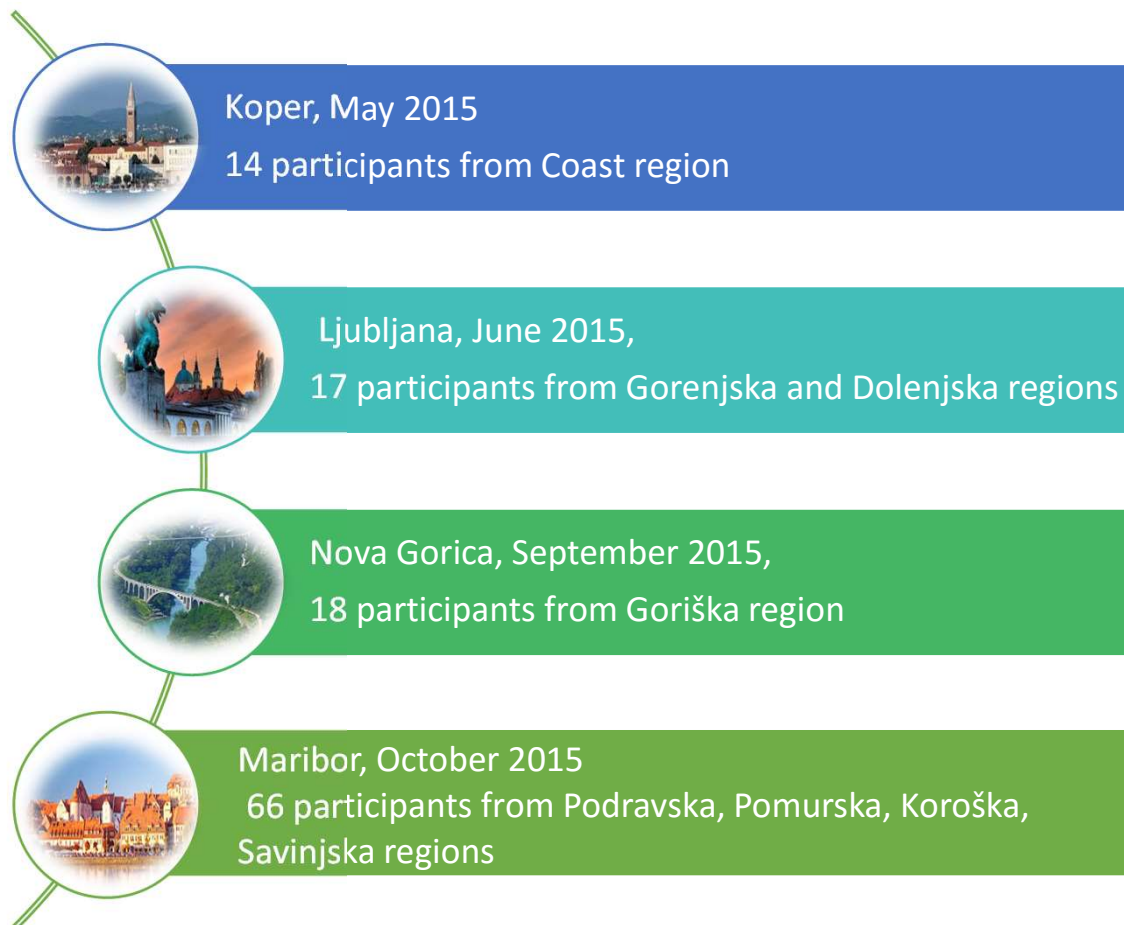 Koper, May 2015
14 participants from Coast region
Ljubljana, June 2015,
17 participants from Gorenjska and Dolenjska regions
Nova Gorica, September 2015,
18 participants from Goriška region
Maribor, October 2015
66 participants from Podravska, Pomurska, Koroška,
Savinjska regions